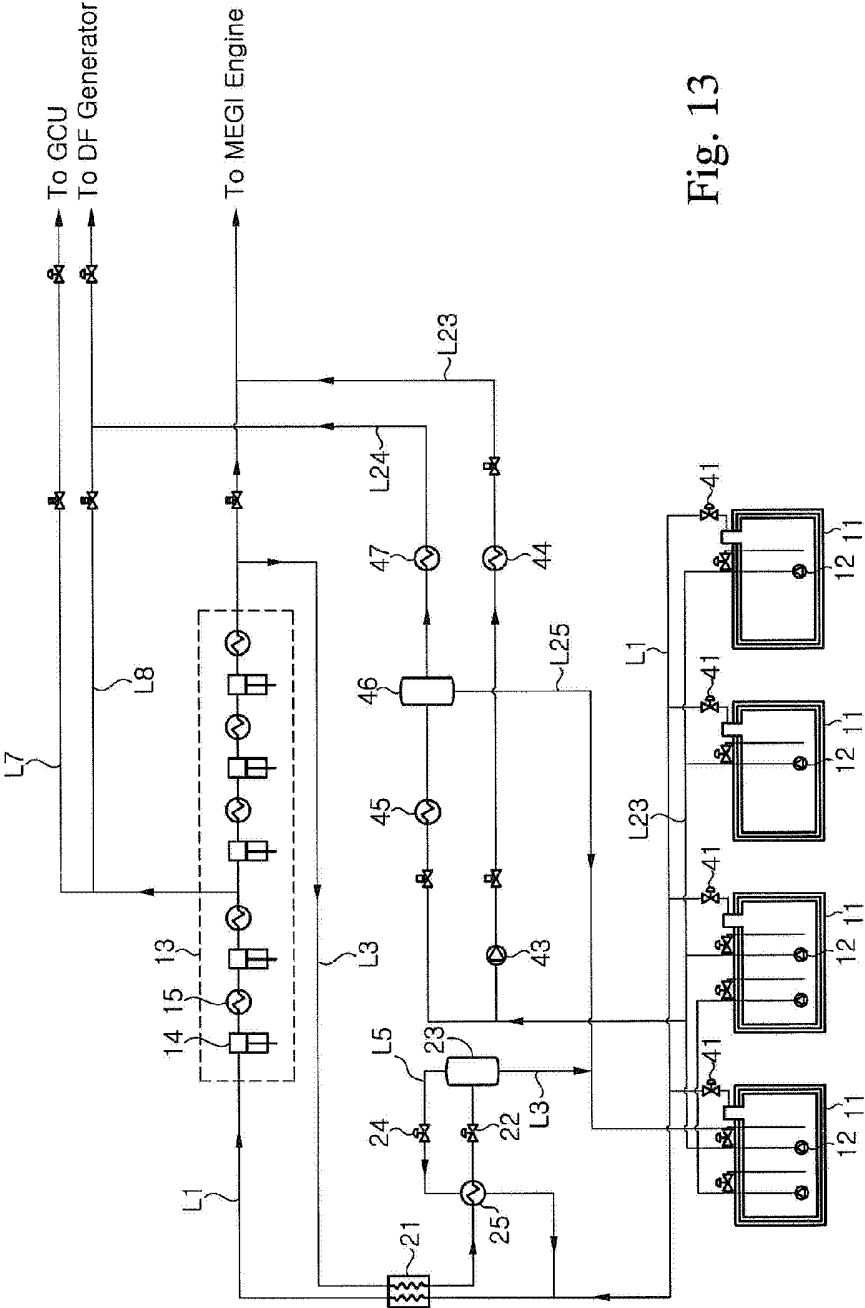 To GCU
To DF Generator
To MEGI Engine
Fig. 13
L7
L8
L23
L24
13
15
14
47
44
L3
46
L25
45
43
L5
23
24
22
L3
25
L1
21
L1
L23
41
41
41
41
11
12
11
12
11
12
11
12